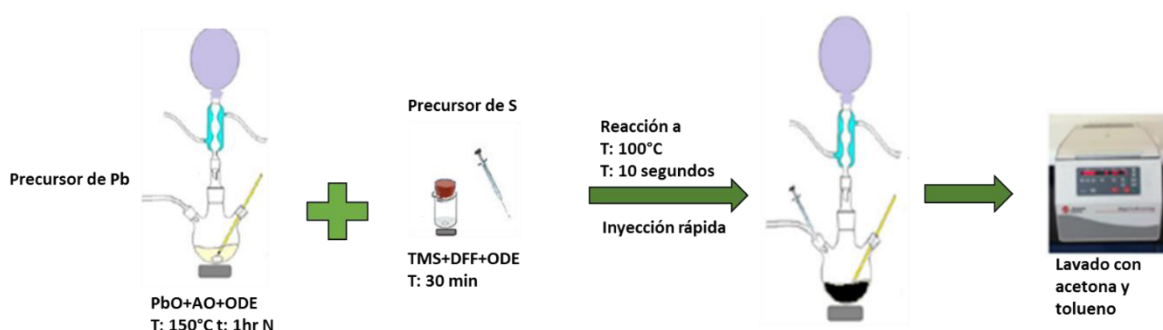 Precursor de Pb
PbO+AO+ODE
T: 150°C t: 1hr N
Precursor de S
TMS+DFF+ODE
T: 30 min
Reacción a
T: 100°C
T: 10 segundos
Inyección rápida
Lavado con
acetona y
tolueno